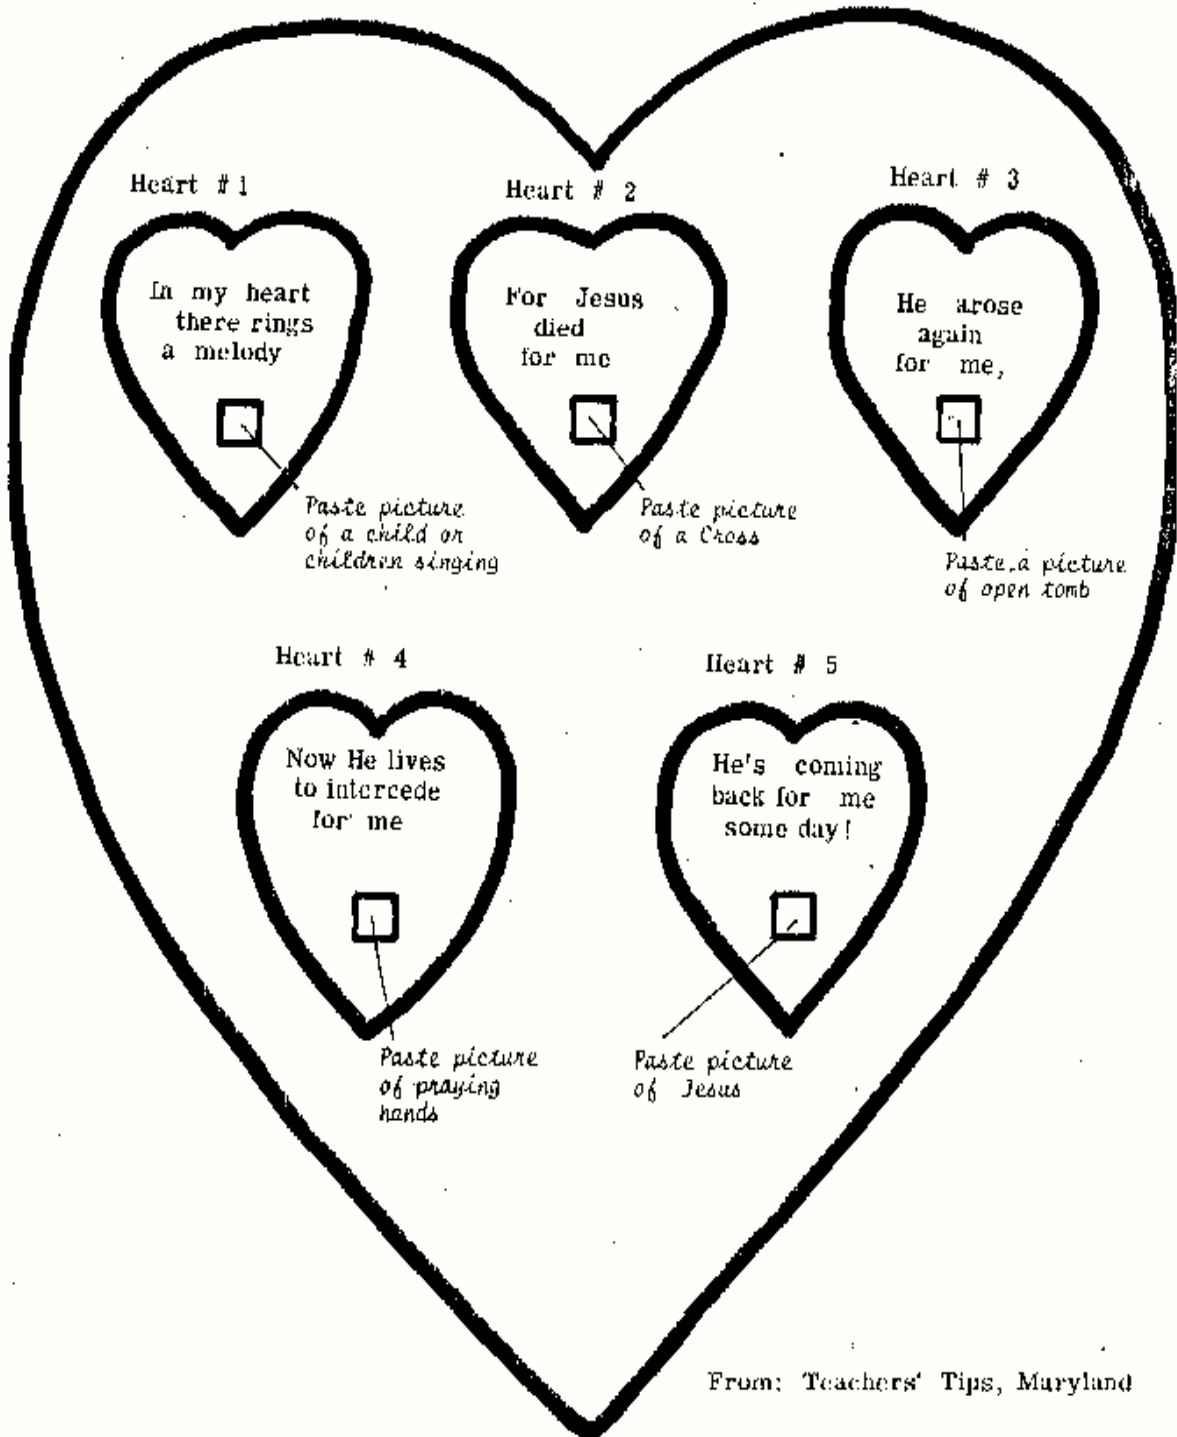 Heart # 1
In my heart
there rings
a melody
Paste picture
of a child or
children singing
Heart # 2
For Jesus
died
for me
Paste picture
of a Cross
Heart # 3
He arose
again
for me,
Paste a picture
of open tomb
Heart # 4
Now He lives
to intercede
for me
Paste picture
of praying
hands
Heart # 5
He's coming
back for me
some day!
Paste picture
of Jesus
From: Teachers' Tips, Maryland